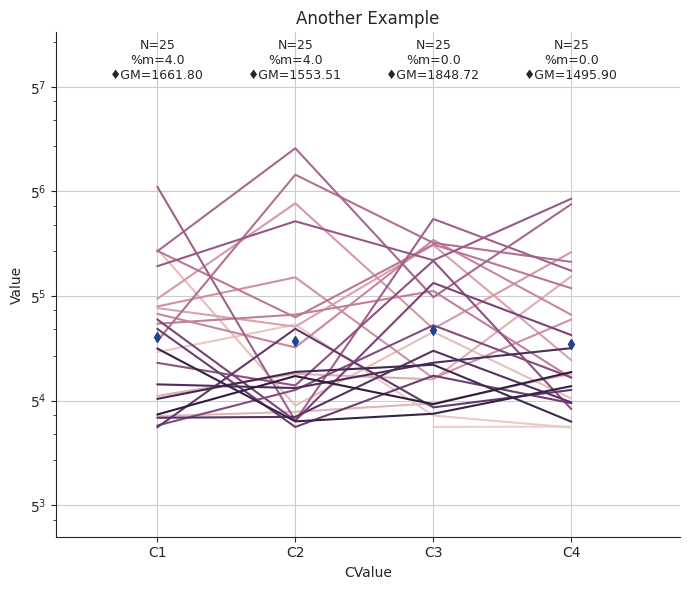 Another Example
N=25 N=25 N=25 N=25
%m=4.0 %m=4.0 %m=0.0 %m=0.0
♦GM=1661.80 ♦GM=1553.51 ♦GM=1848.72 ♦GM=1495.90
5⁷
5⁶
5⁵
5⁴
5³
Value
C1 C2 C3 C4
CValue